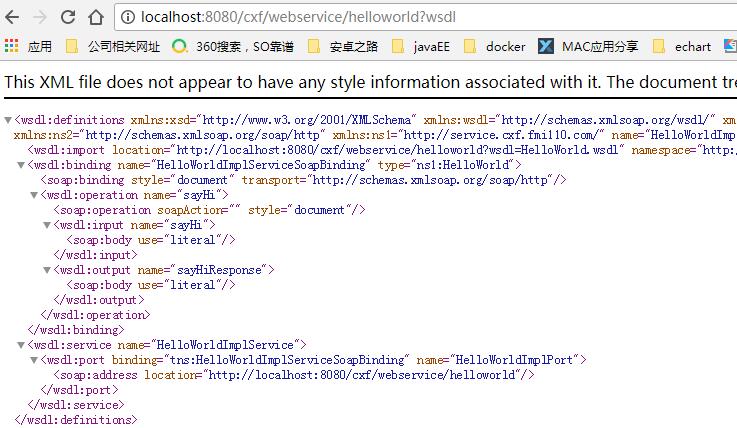 localhost:8080/cxf/webservice/helloworld?wsdl
应用 公司相关网址 360搜索，SO靠谱 安卓之路 javaEE docker MAC应用分享 echart
This XML file does not appear to have any style information associated with it. The document tre
<wsdl:definitions xmlns:xsd="http://www.w3.org/2001/XMLSchema" xmlns:wsdl="http://schemas.xmlsoap.org/wsdl/" xm
xmlns:ns2="http://schemas.xmlsoap.org/soap/http" xmlns:ns1="http://service.cxf.fmi110.com/" name="HelloWorldImp
<wsdl:import location="http://localhost:8080/cxf/webservice/helloworld?wsdl=HelloWorld.wsdl" namespace="http:
<wsdl:binding name="HelloWorldImplServiceSoapBinding" type="ns1:HelloWorld">
<soap:binding style="document" transport="http://schemas.xmlsoap.org/soap/http"/>
<wsdl:operation name="sayHi">
<soap:operation soapAction="" style="document"/>
<wsdl:input name="sayHi">
<soap:body use="literal"/>
</wsdl:input>
<wsdl:output name="sayHiResponse">
<soap:body use="literal"/>
</wsdl:output>
</wsdl:operation>
</wsdl:binding>
<wsdl:service name="HelloWorldImplService">
<wsdl:port binding="tns:HelloWorldImplServiceSoapBinding" name="HelloWorldImplPort">
<soap:address location="http://localhost:8080/cxf/webservice/helloworld"/>
</wsdl:port>
</wsdl:service>
</wsdl:definitions>